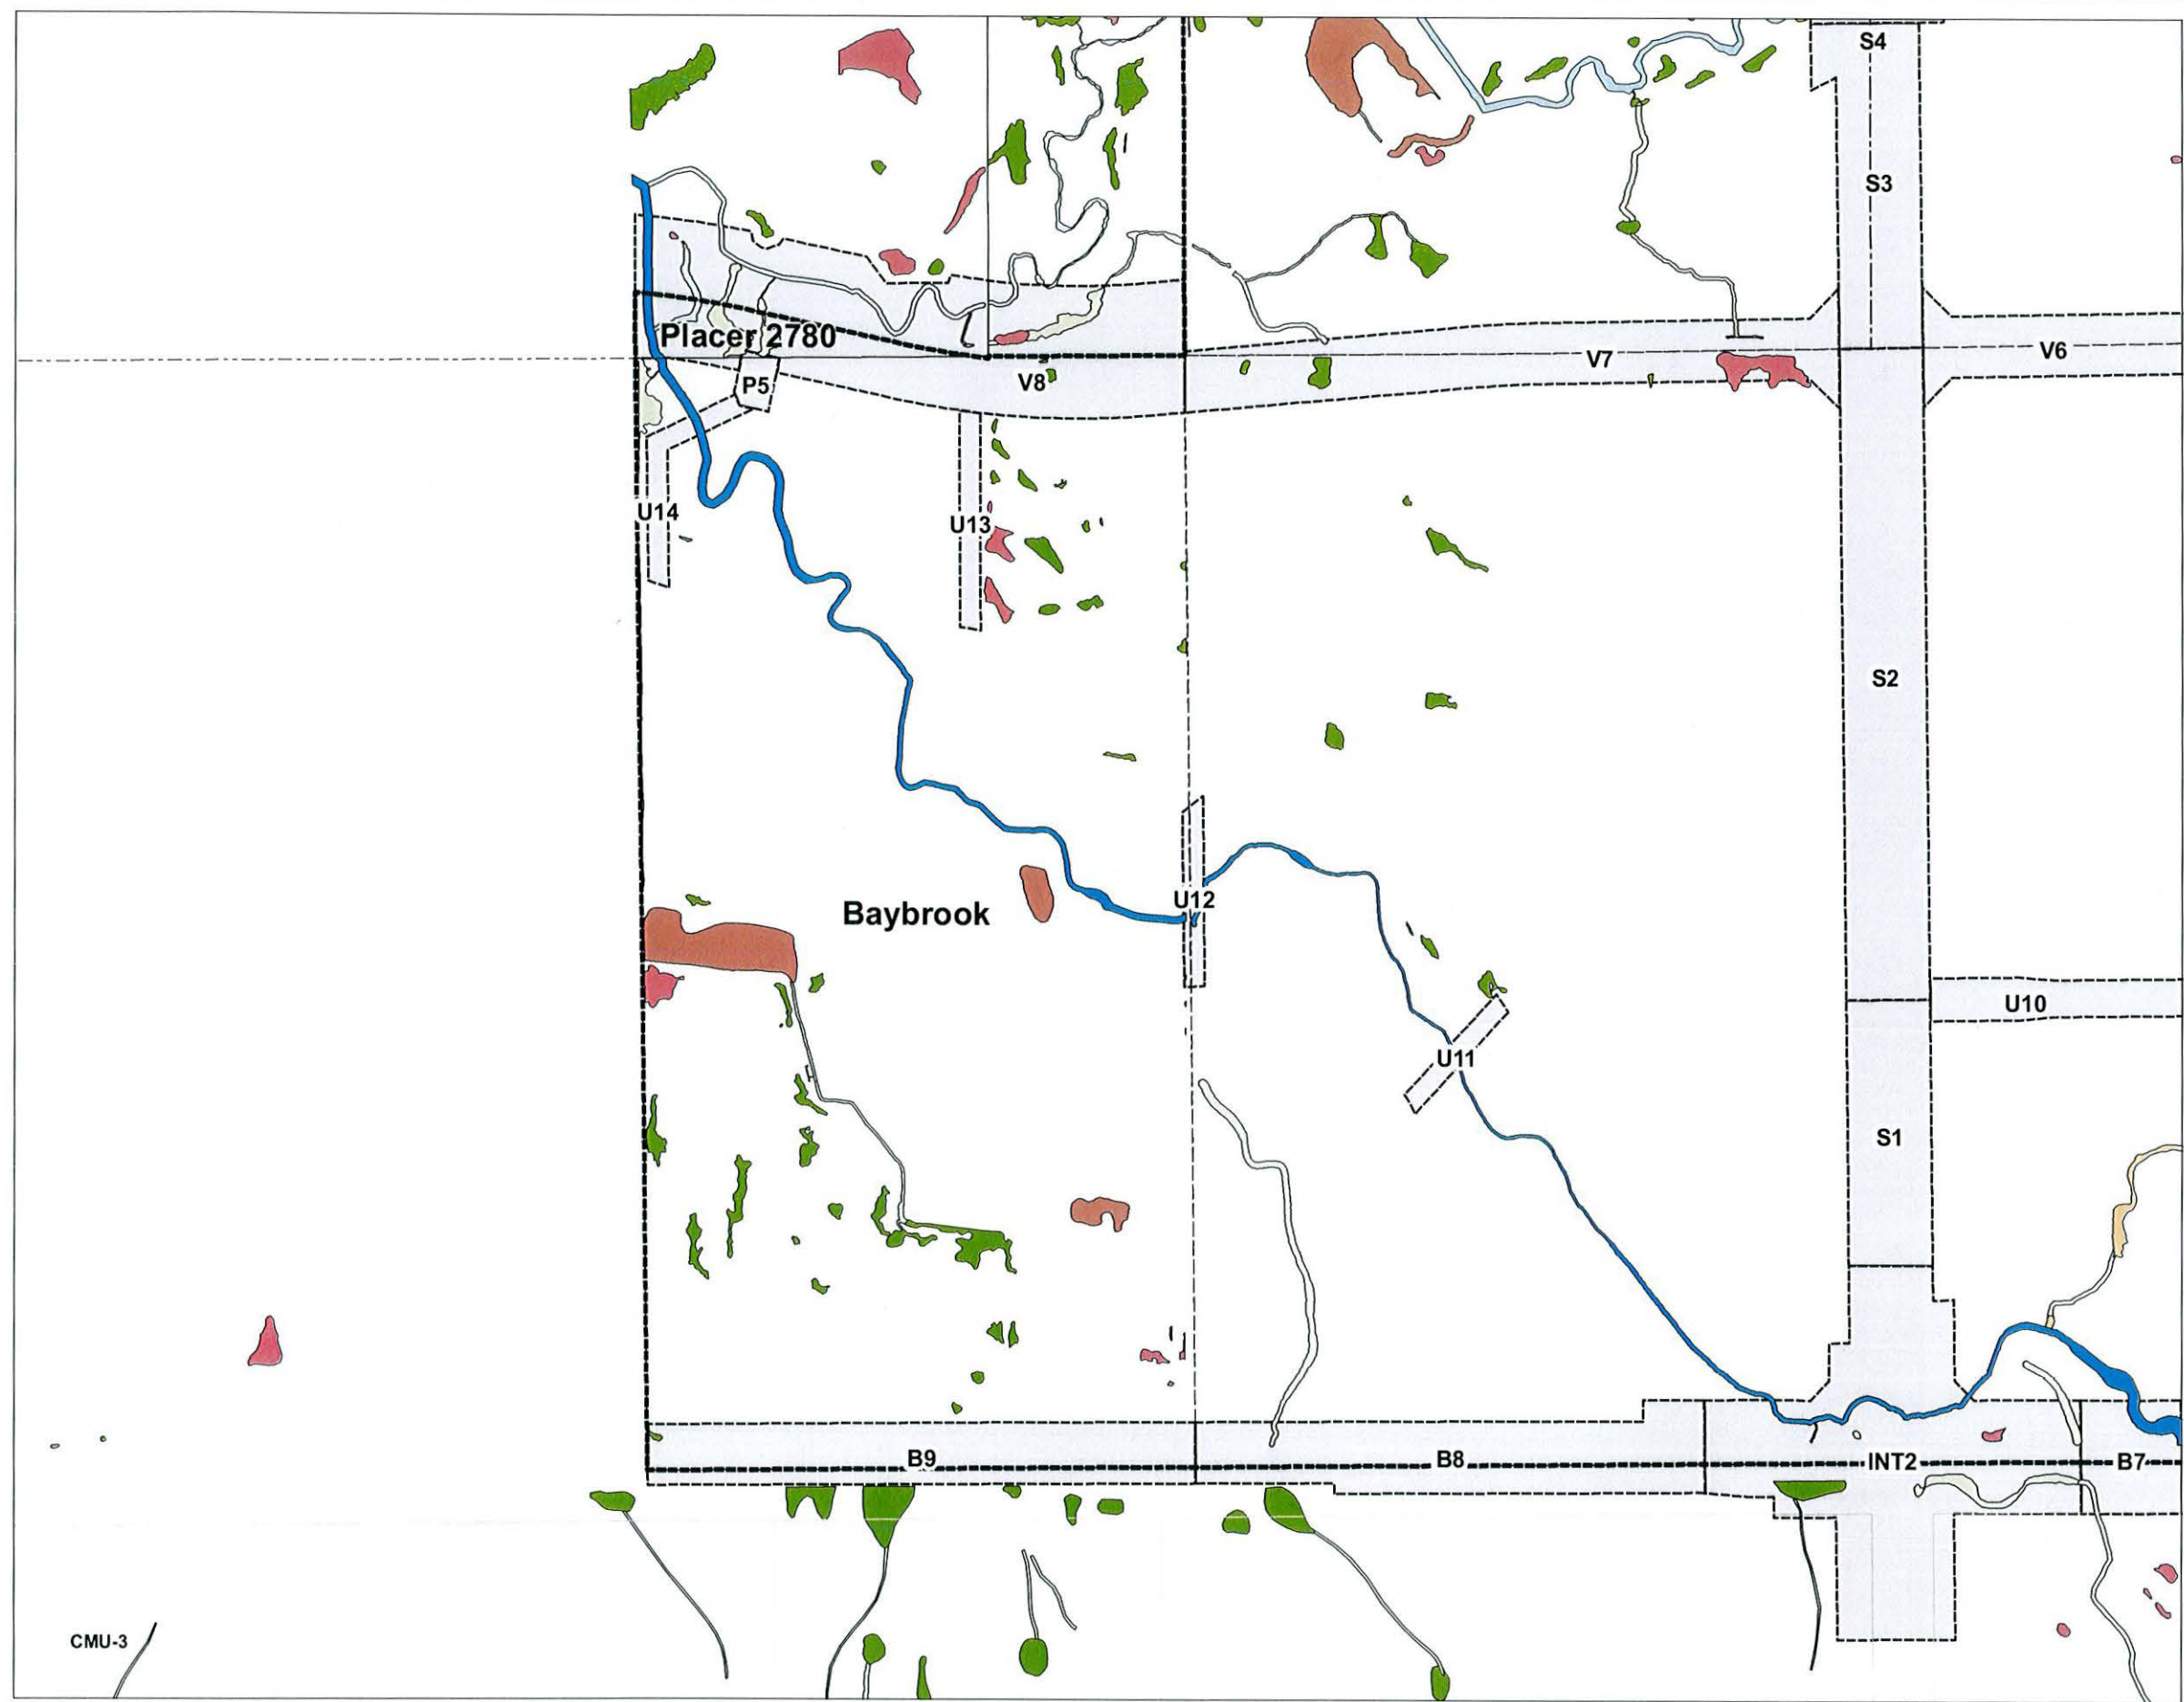 S4
S3
Placer 2780
V6
V7
V8
P5
U14
U13
S2
U12
Baybrook
U10
U11
S1
B9
B8
INT2
B7
CMU-3